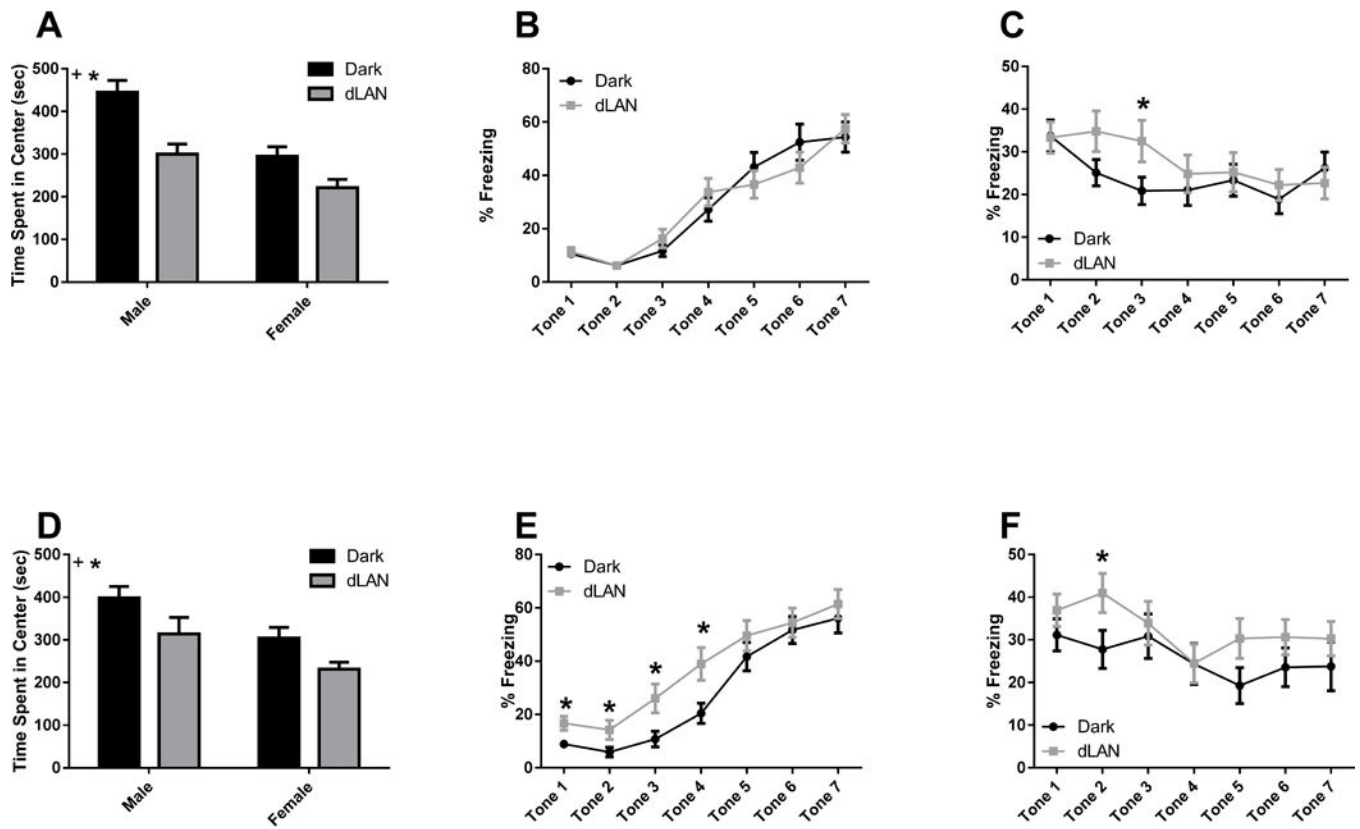 A
Time Spent in Center (sec)
500
400
300
200
100
0
+ *
Dark
dLAN
Male
Female
B
% Freezing
80
60
40
20
0
Dark
dLAN
Tone 1
Tone 2
Tone 3
Tone 4
Tone 5
Tone 6
Tone 7
C
% Freezing
50
40
30
20
10
0
*
Dark
dLAN
Tone 1
Tone 2
Tone 3
Tone 4
Tone 5
Tone 6
Tone 7
D
Time Spent in Center (sec)
500
400
300
200
100
0
+ *
Dark
dLAN
Male
Female
E
% Freezing
80
60
40
20
0
Dark
dLAN
*
*
*
*
Tone 1
Tone 2
Tone 3
Tone 4
Tone 5
Tone 6
Tone 7
F
% Freezing
50
40
30
20
10
0
*
Dark
dLAN
Tone 1
Tone 2
Tone 3
Tone 4
Tone 5
Tone 6
Tone 7